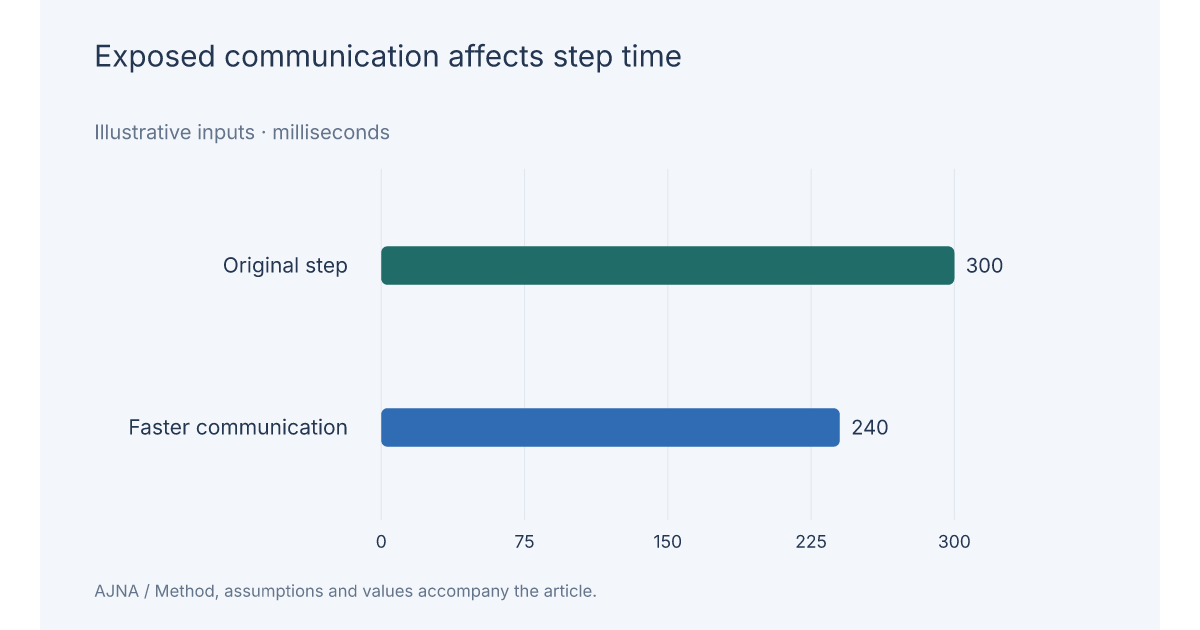 Exposed communication affects step time
Illustrative inputs · milliseconds
Original step 300
Faster communication 240
0 75 150 225 300
AJNA / Method, assumptions and values accompany the article.